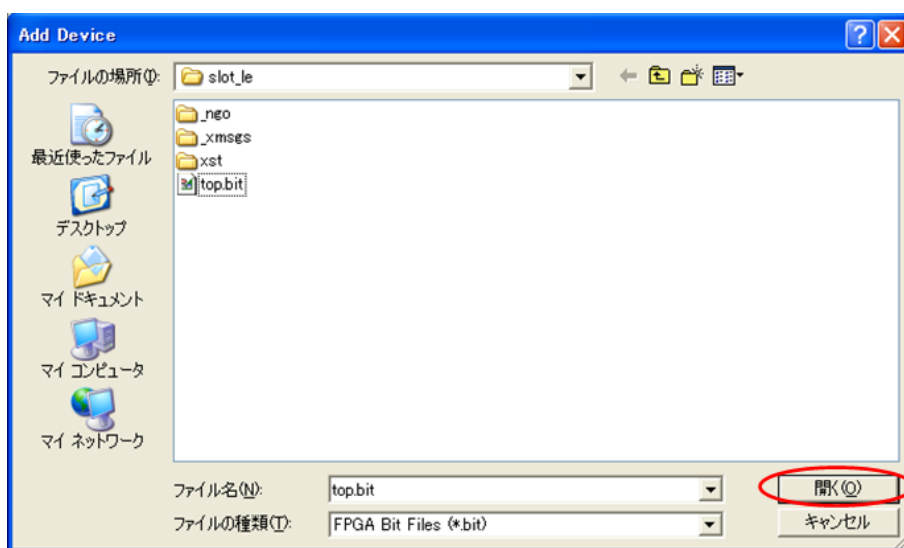 Add Device
ファイルの場所(I):
slot_le
_ngo
_xmsgs
xst
top.bit
最近使ったファイル
デスクトップ
マイ ドキュメント
マイ コンピュータ
マイ ネットワーク
ファイル名(N):
top.bit
開く(O)
ファイルの種類(T):
FPGA Bit Files (*.bit)
キャンセル